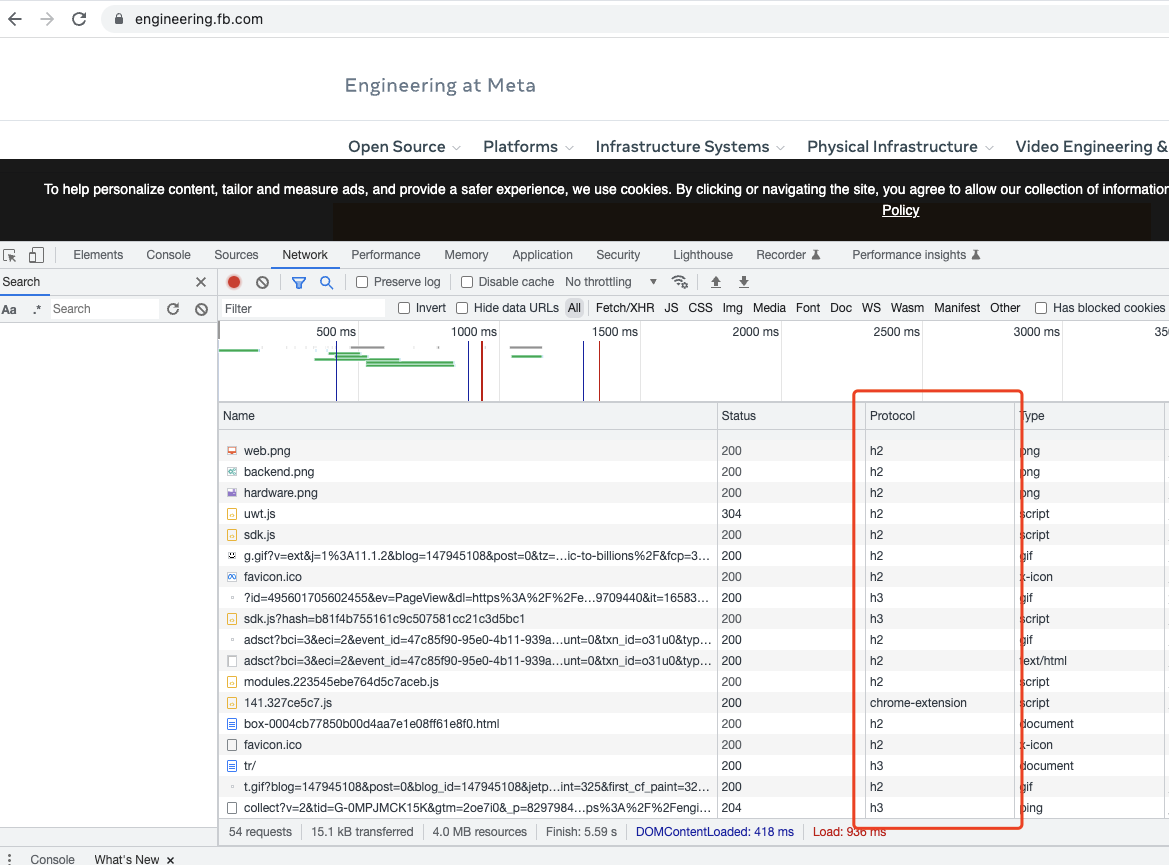 engineering.fb.com
Engineering at Meta
Open Source Platforms Infrastructure Systems Physical Infrastructure Video Engineering &
To help personalize content, tailor and measure ads, and provide a safer experience, we use cookies. By clicking or navigating the site, you agree to allow our collection of information
Policy
Elements Console Sources Network Performance Memory Application Security Lighthouse Recorder Performance insights
Search Preserve log Disable cache No throttling
Aa .* Search Filter Invert Hide data URLs All Fetch/XHR JS CSS Img Media Font Doc WS Wasm Manifest Other Has blocked cookies
500 ms 1000 ms 1500 ms 2000 ms 2500 ms 3000 ms 350
Name Status Protocol Type
web.png 200 h2 png
backend.png 200 h2 png
hardware.png 200 h2 png
uwt.js 304 h2 script
sdk.js 200 h2 script
g.gif?v=ext&j=1%3A11.1.2&blog=147945108&post=0&tz=…ic-to-billions%2F&fcp=3… 200 h2 gif
favicon.ico 200 h2 x-icon
?id=495601705602455&ev=PageView&dl=https%3A%2F%2Fe…9709440&it=16583… 200 h3 gif
sdk.js?hash=b81f4b755161c9c507581cc21c3d5bc1 200 h3 script
adsct?bci=3&eci=2&event_id=47c85f90-95e0-4b11-939a…unt=0&txn_id=o31u0&typ… 200 h2 gif
adsct?bci=3&eci=2&event_id=47c85f90-95e0-4b11-939a…unt=0&txn_id=o31u0&typ… 200 h2 text/html
modules.223545ebe764d5c7aceb.js 200 h2 script
141.327ce5c7.js 200 chrome-extension script
box-0004cb77850b00d4aa7e1e08ff61e8f0.html 200 h2 document
favicon.ico 200 h2 x-icon
tr/ 200 h3 document
t.gif?blog=147945108&post=0&blog_id=147945108&jetp…int=325&first_cf_paint=32… 200 h2 gif
collect?v=2&tid=G-0MPJMCK15K&gtm=2oe7i0&_p=8297984…ps%3A%2F%2Fengi… 204 h3 ping
54 requests 15.1 kB transferred 4.0 MB resources Finish: 5.59 s DOMContentLoaded: 418 ms Load: 936 ms
Console What's New